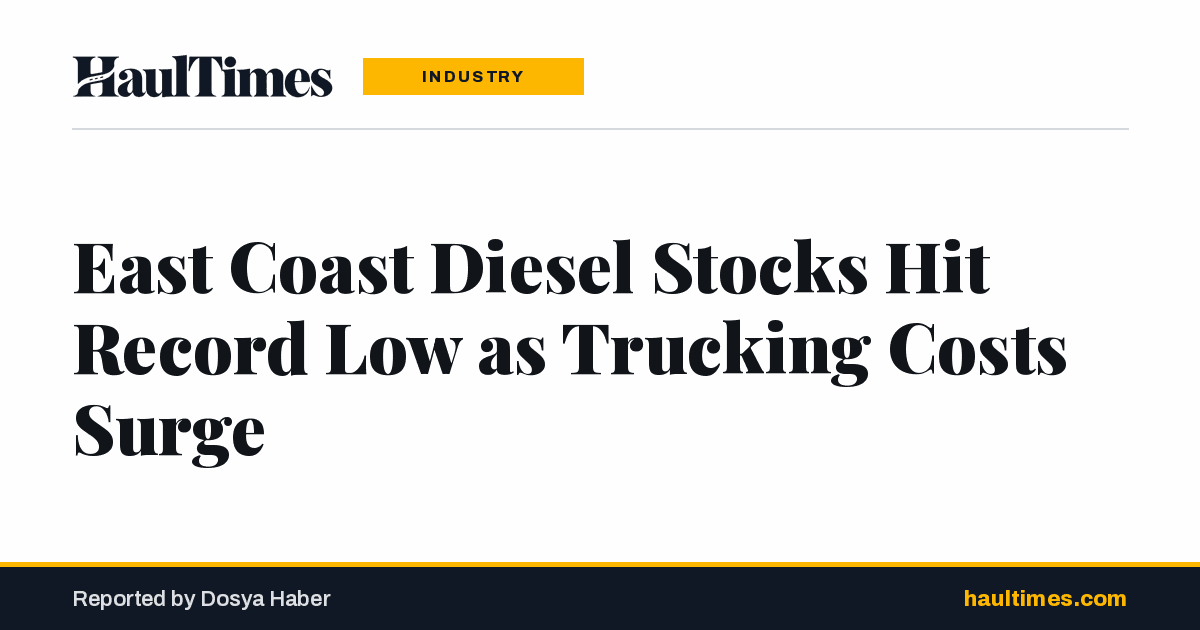 HaulTimes
INDUSTRY
East Coast Diesel Stocks Hit
Record Low as Trucking Costs
Surge
Reported by Dosya Haber
haultimes.com